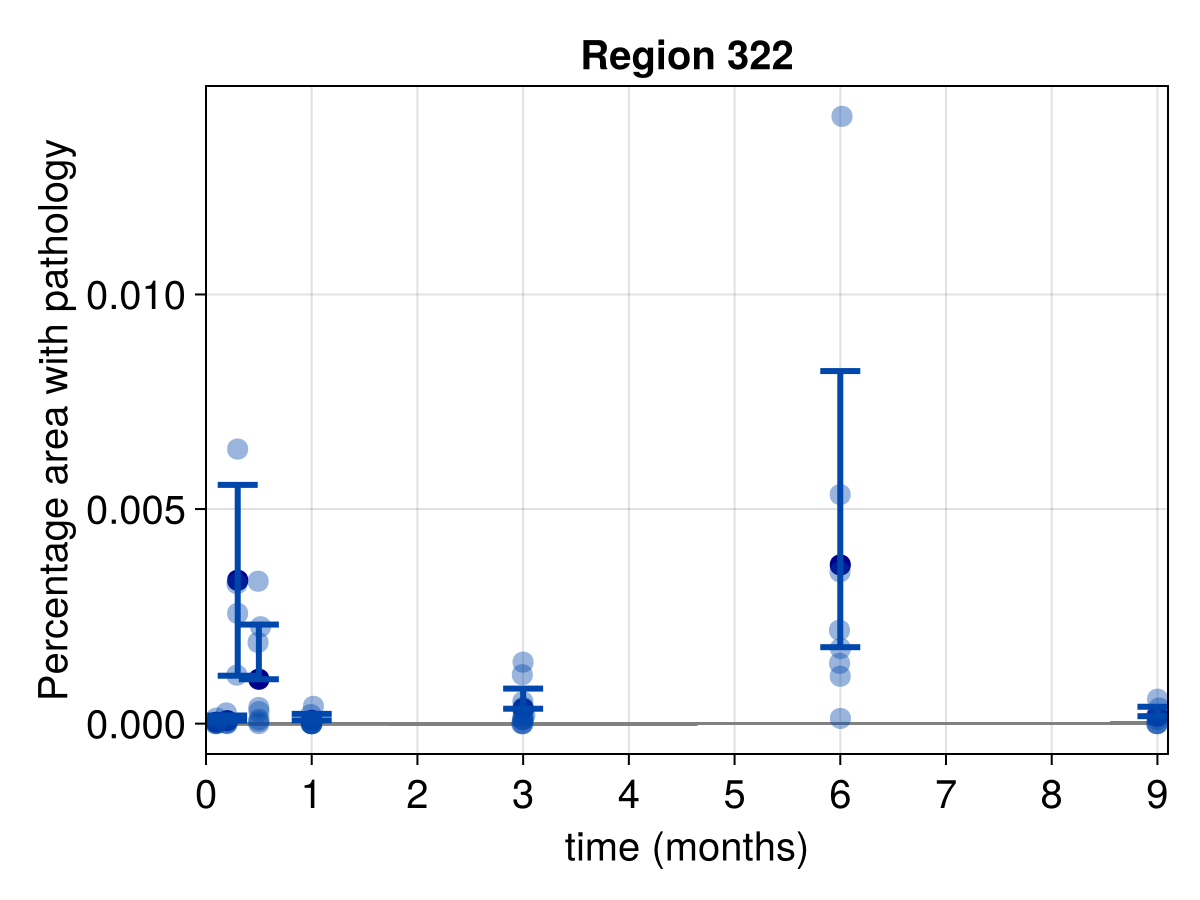 Region 322
Percentage area with pathology
0.010
0.005
0.000
0 1 2 3 4 5 6 7 8 9
time (months)